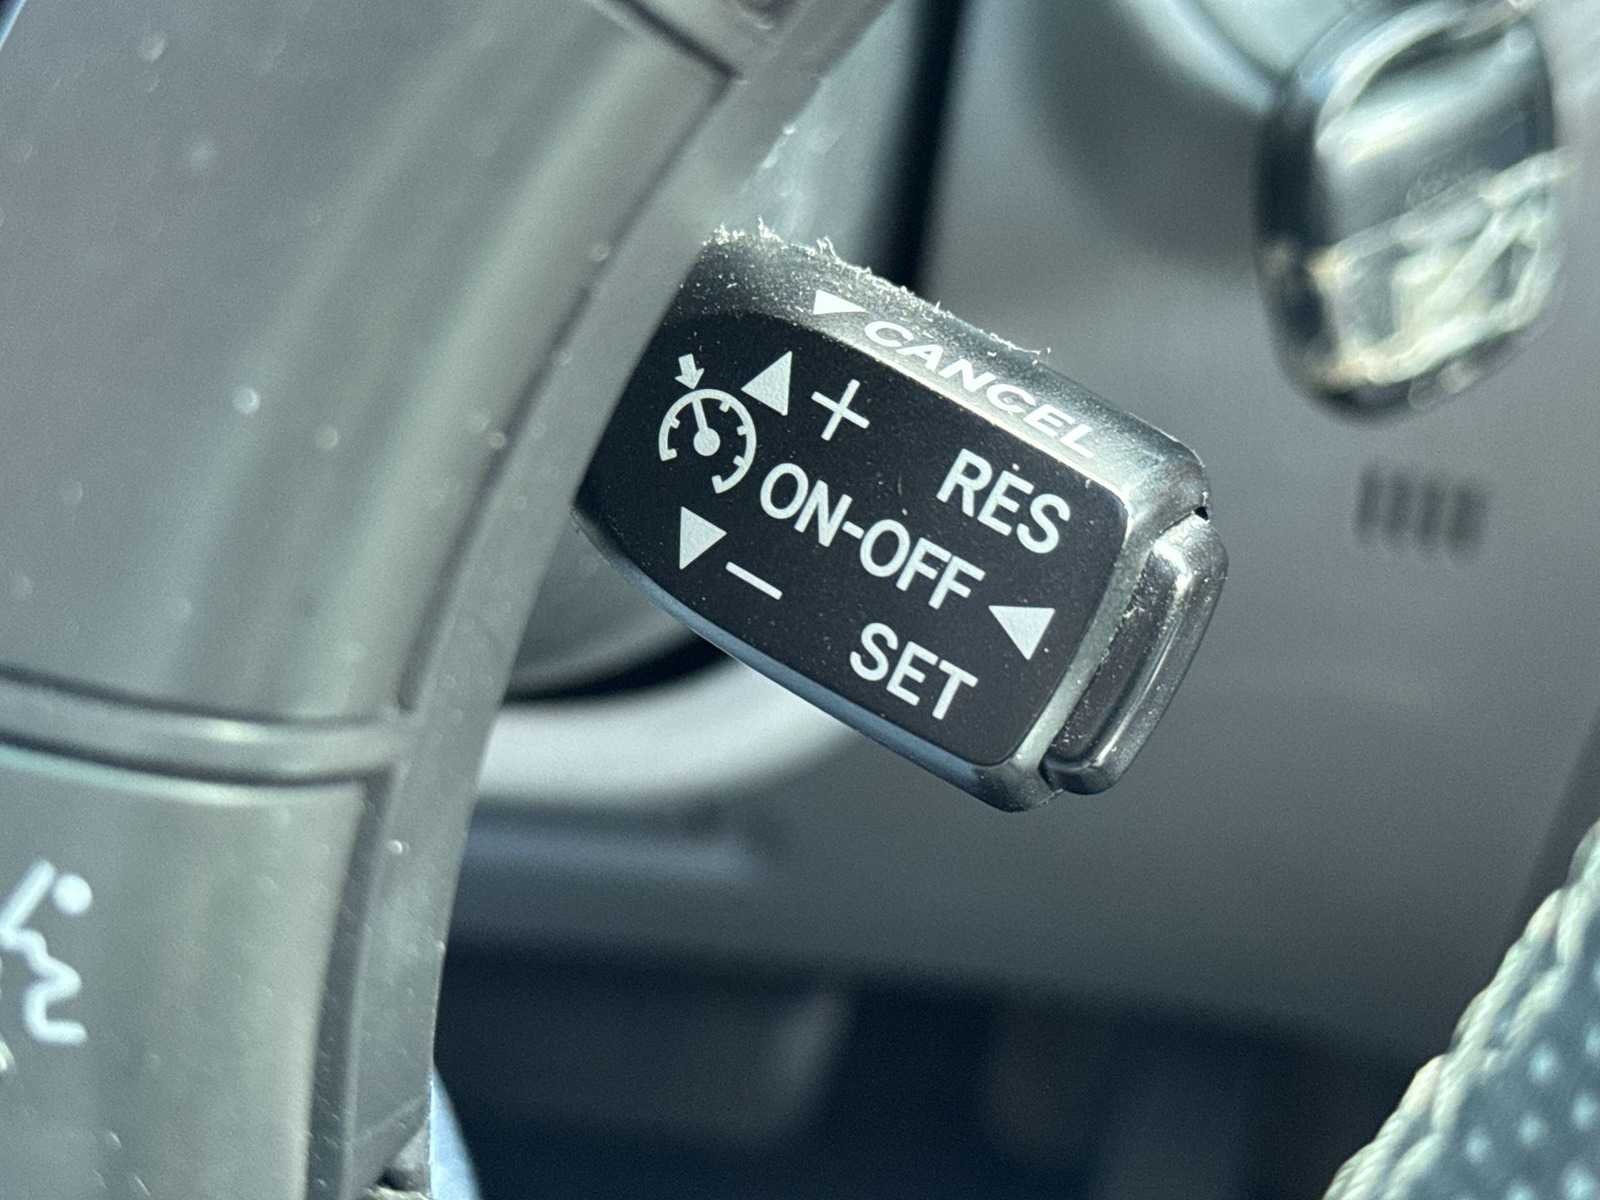 CANCEL
+ RES
ON-OFF
− SET